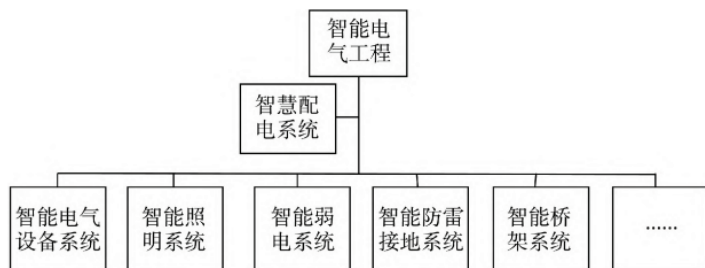 智能电
气工程
智慧配
电系统
智能电气
设备系统
智能照
明系统
智能弱
电系统
智能防雷
接地系统
智能桥
架系统
……